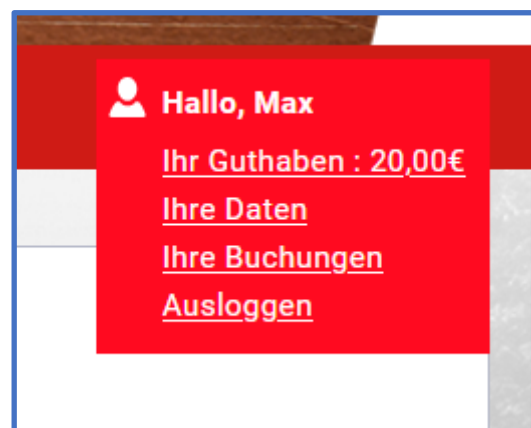 Hallo, Max
Ihr Guthaben : 20,00€
Ihre Daten
Ihre Buchungen
Ausloggen